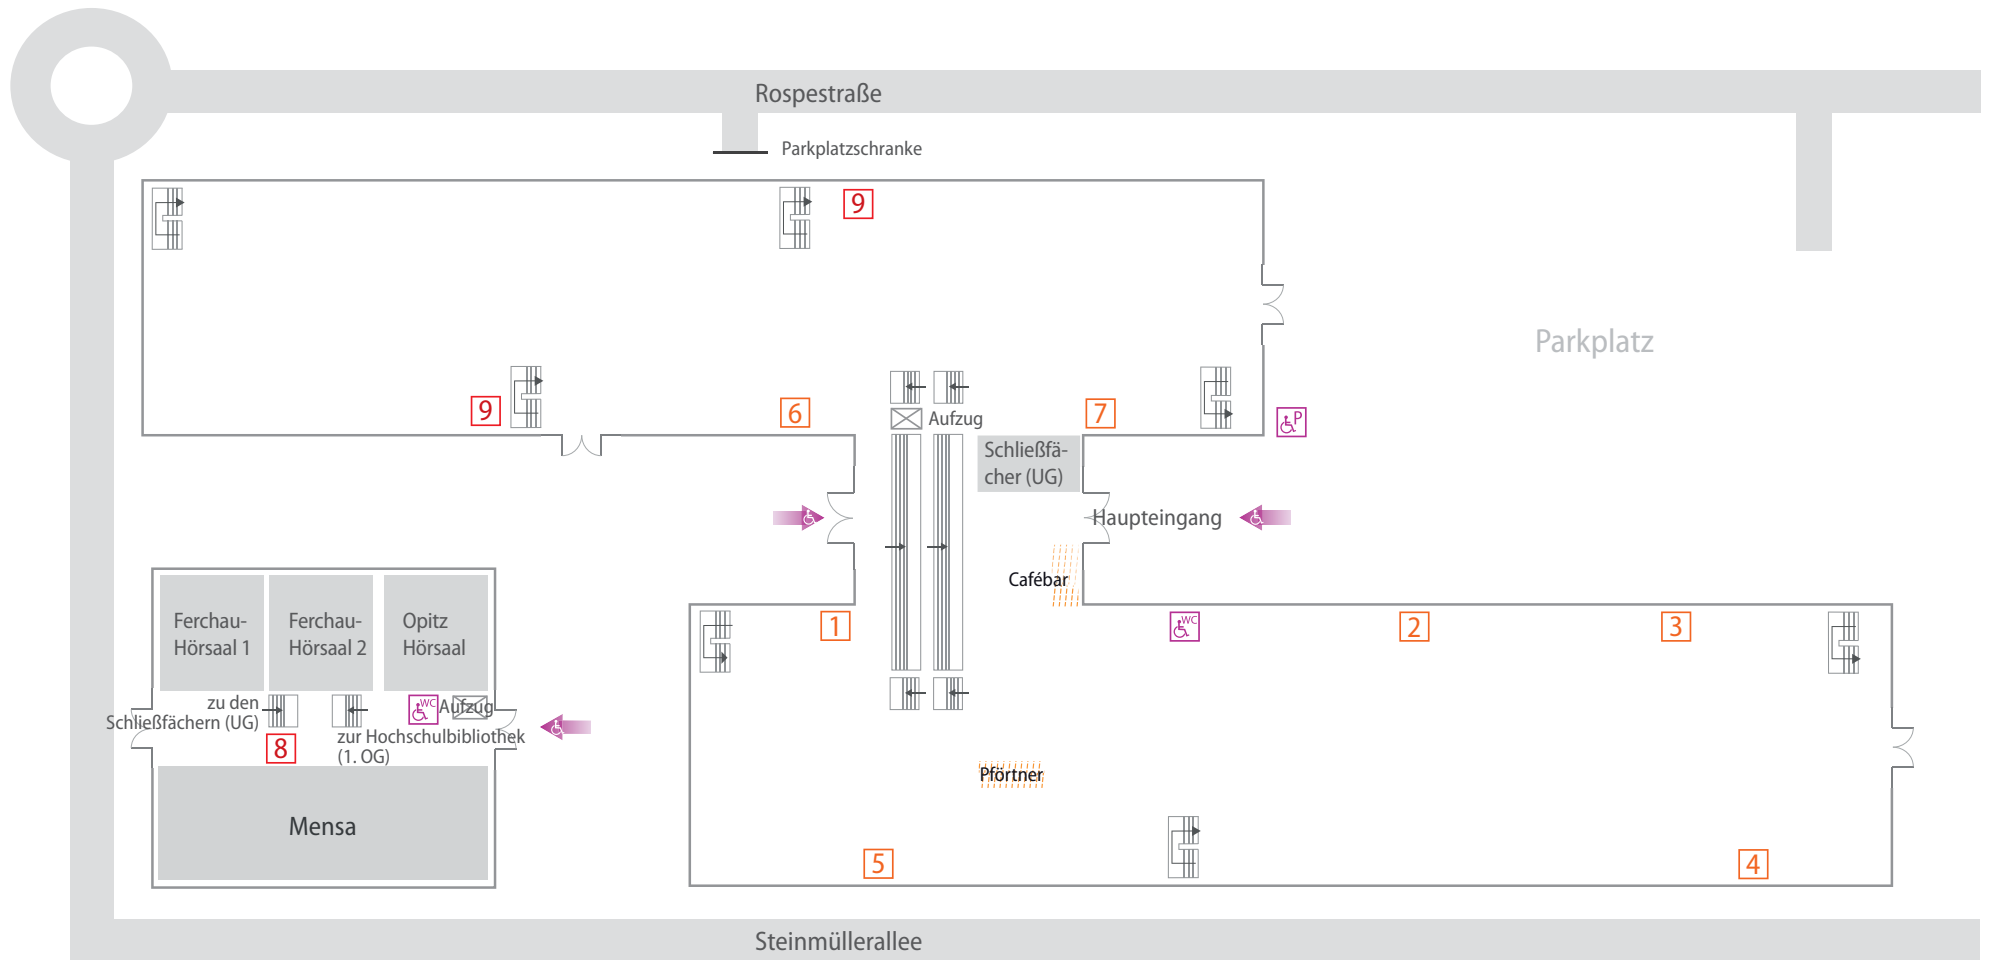 Rospestraße
Parkplatzschranke
9
Parkplatz
9
6
Aufzug
7
P
Schließfä-
cher (UG)
Haupteingang
Cafébar
Ferchau-
Hörsaal 1
Ferchau-
Hörsaal 2
Opitz
Hörsaal
1
WC
2
3
zu den
Schließfächern (UG)
WC
Aufzug
8
zur Hochschulbibliothek
(1. OG)
Pförtner
Mensa
5
4
Steinmüllerallee